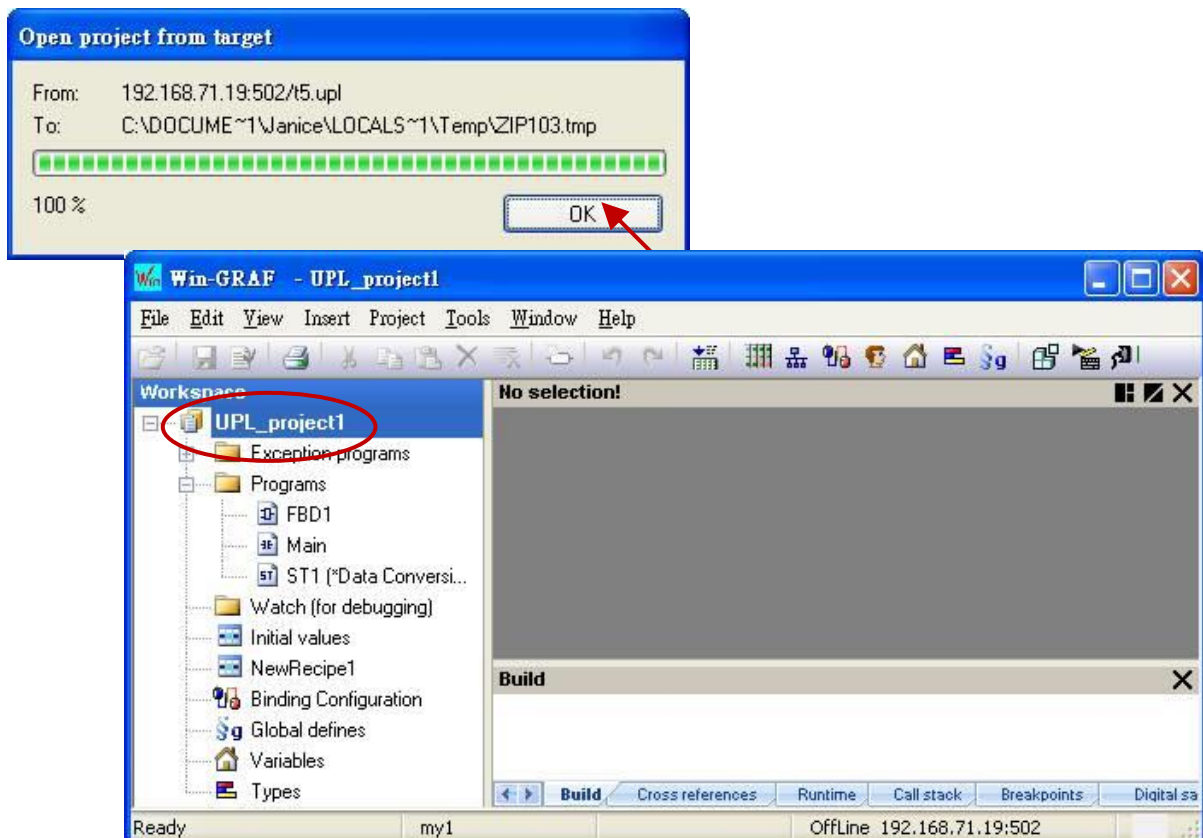 Open project from target
From: 192.168.71.19:502/t5.upl
To: C:\DOCUME~1\Janice\LOCALS~1\Temp\ZIP103.tmp
100 %
OK
Win-GRAF - UPL_project1
File Edit View Insert Project Tools Window Help
Workspace
No selection!
UPL_project1
Exception programs
Programs
FBD1
Main
ST1 (*Data Conversi...
Watch (for debugging)
Initial values
NewRecipe1
Binding Configuration
Global defines
Variables
Types
Build
Build Cross references Runtime Call stack Breakpoints Digital sa
Ready my1 OffLine 192.168.71.19:502